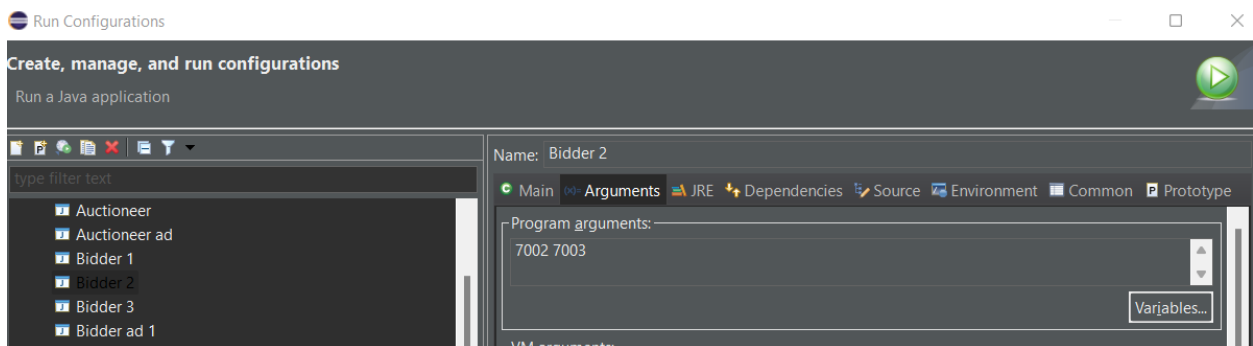 Run Configurations
Create, manage, and run configurations
Run a Java application
type filter text
Auctioneer
Auctioneer ad
Bidder 1
Bidder 2
Bidder 3
Bidder ad 1
Name: Bidder 2
Main Arguments JRE Dependencies Source Environment Common Prototype
Program arguments:
7002 7003
Variables...
VM arguments: